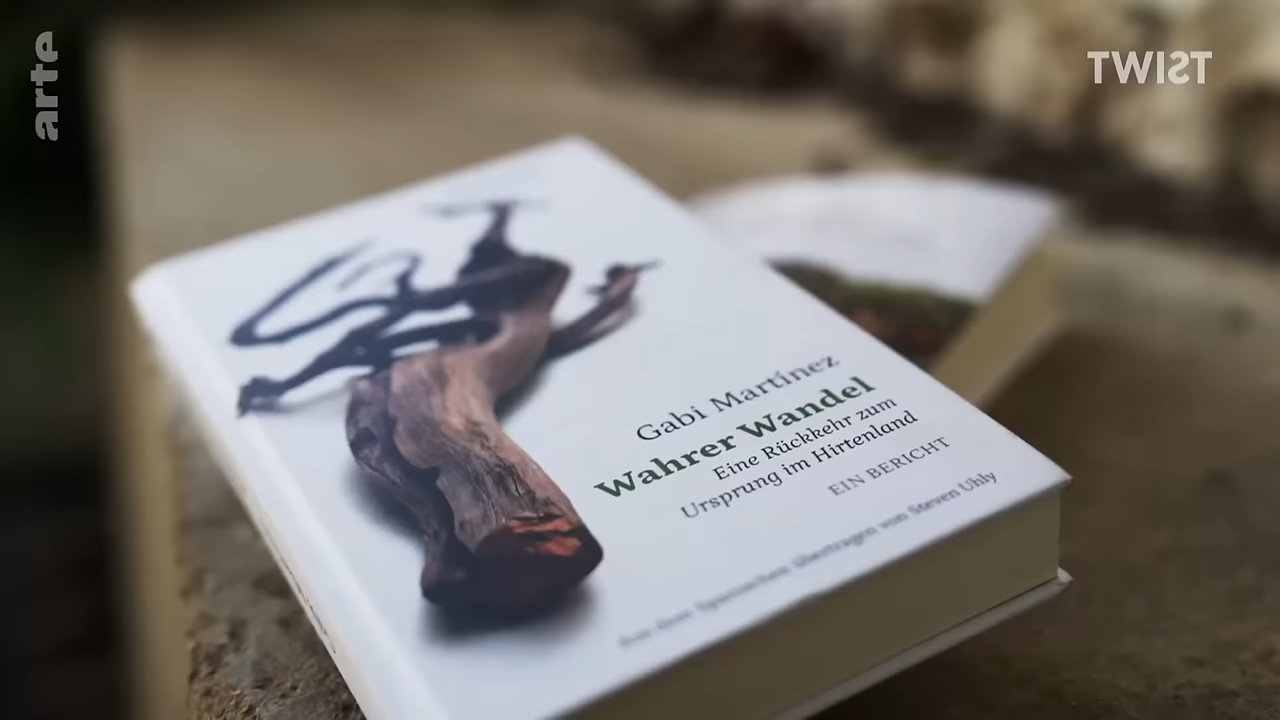 arte
TWIST
Gabi Martínez
Wahrer Wandel
Eine Rückkehr zum
Ursprung im Hirtenland
EIN BERICHT
Aus dem Spanischen übertragen von Steven Uhly